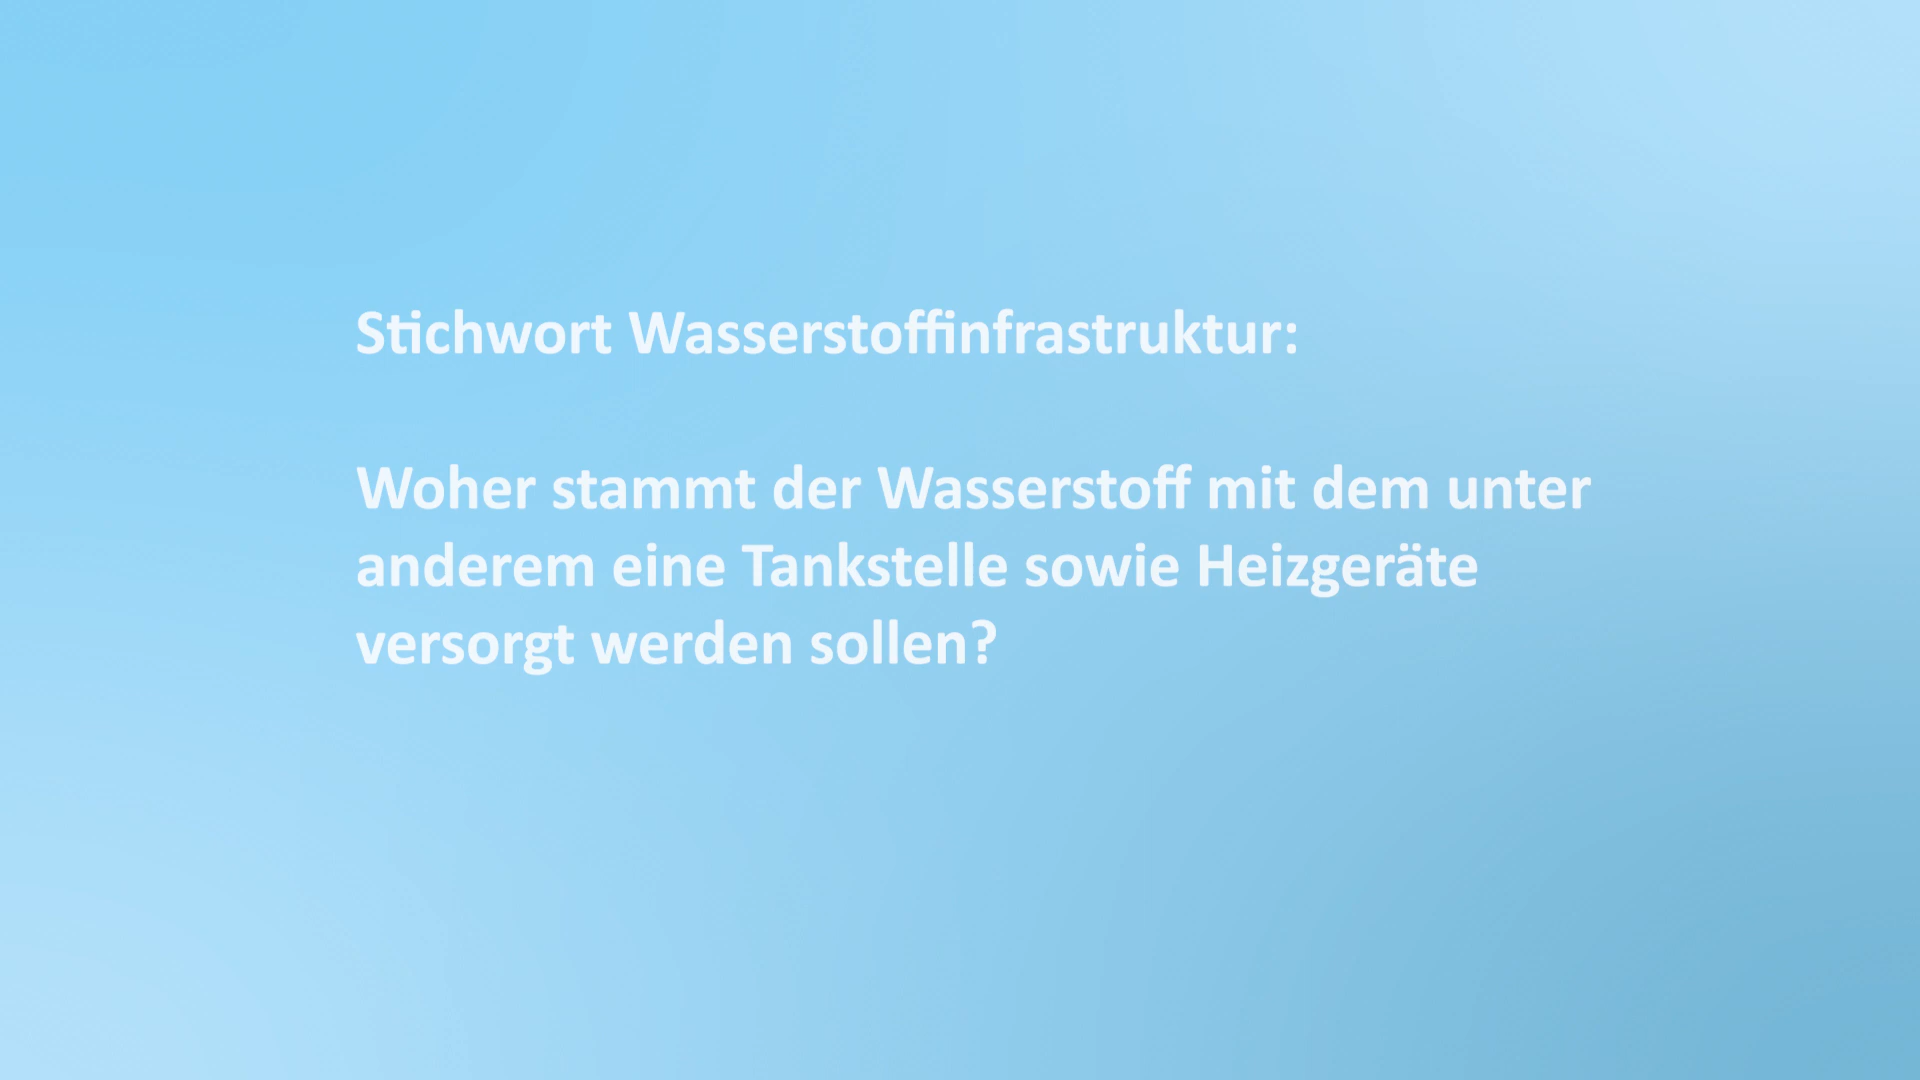 Stichwort Wasserstoffinfrastruktur:
Woher stammt der Wasserstoff mit dem unter
anderem eine Tankstelle sowie Heizgeräte
versorgt werden sollen?